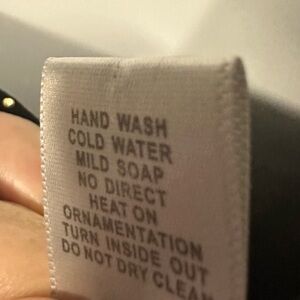 HAND WASH
COLD WATER
MILD SOAP
NO DIRECT
HEAT ON
ORNAMENTATION
TURN INSIDE OUT
DO NOT DRY CLEAN